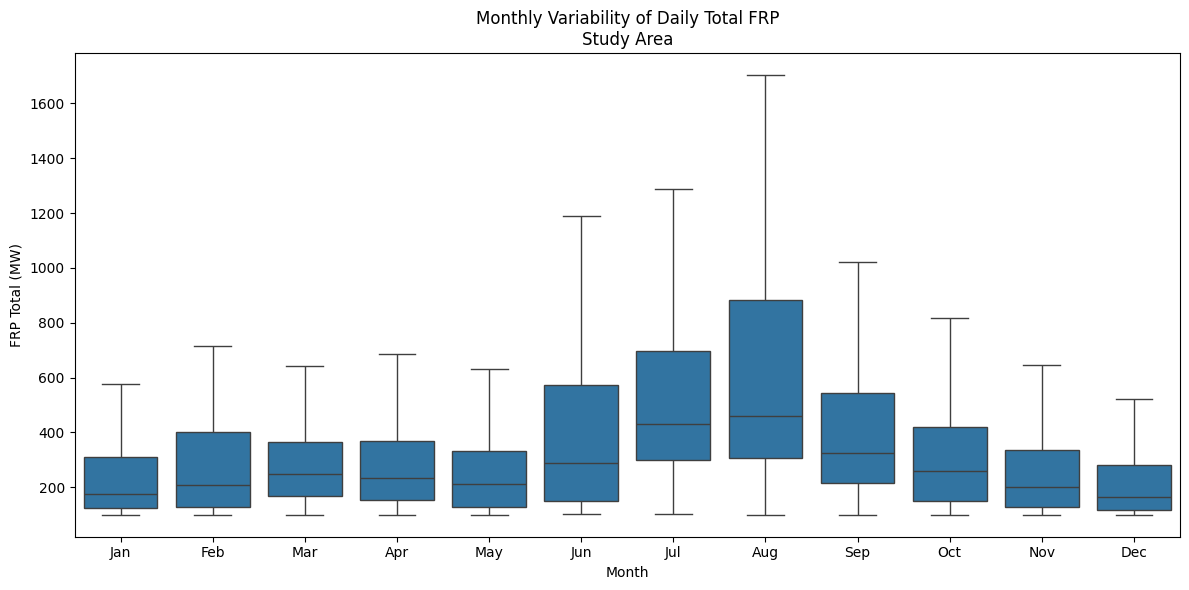 Monthly Variability of Daily Total FRP
Study Area
FRP Total (MW)
1600
1400
1200
1000
800
600
400
200
Jan Feb Mar Apr May Jun Jul Aug Sep Oct Nov Dec
Month